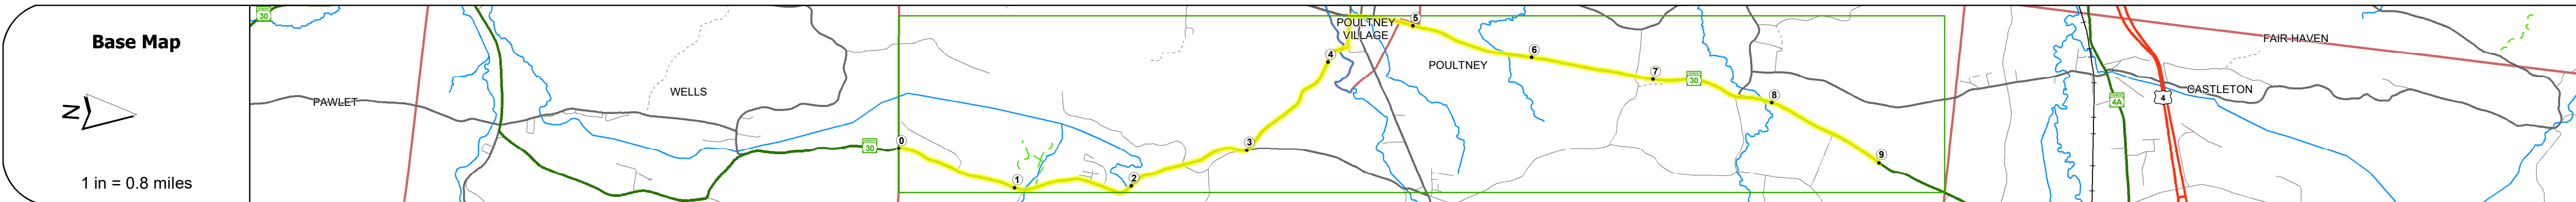 Base Map
N
1 in = 0.8 miles
30
PAWLET
WELLS
30
0
1
2
3
4
POULTNEY
VILLAGE
5
POULTNEY
6
7
30
8
9
4A
4
CASTLETON
FAIR HAVEN